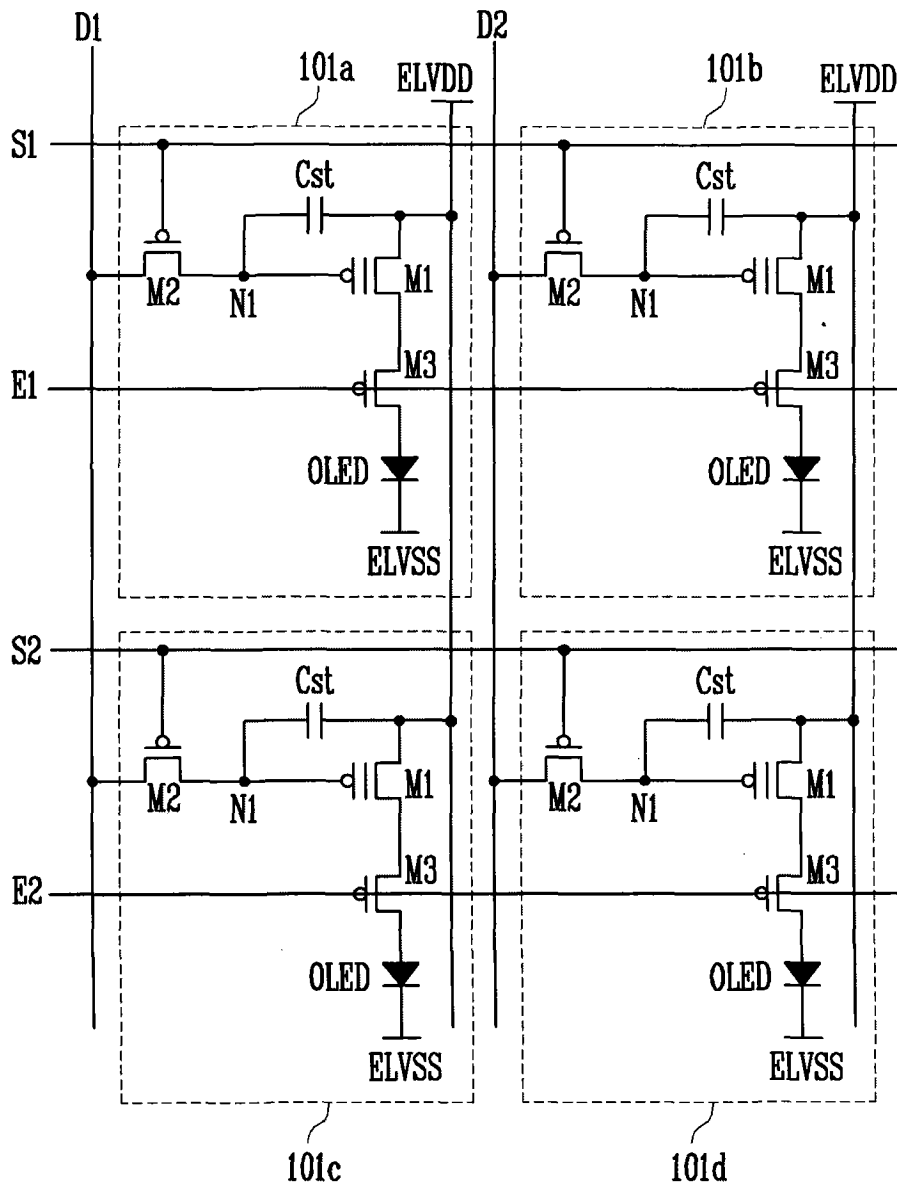 D1
D2
101a
ELVDD
101b
ELVDD
S1
Cst
Cst
M2
N1
M1
M2
N1
M1
E1
M3
M3
OLED
OLED
ELVSS
ELVSS
S2
Cst
Cst
M2
N1
M1
M2
N1
M1
E2
M3
M3
OLED
OLED
ELVSS
ELVSS
101c
101d